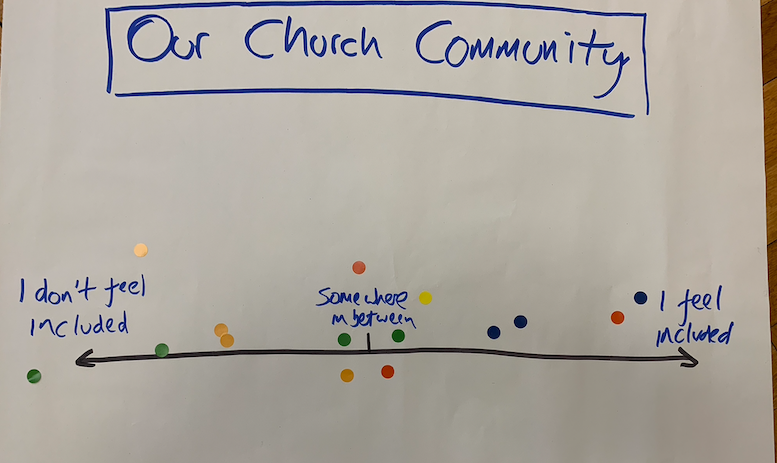 Our Church Community
I don't feel
included
Somewhere
in between
I feel
included